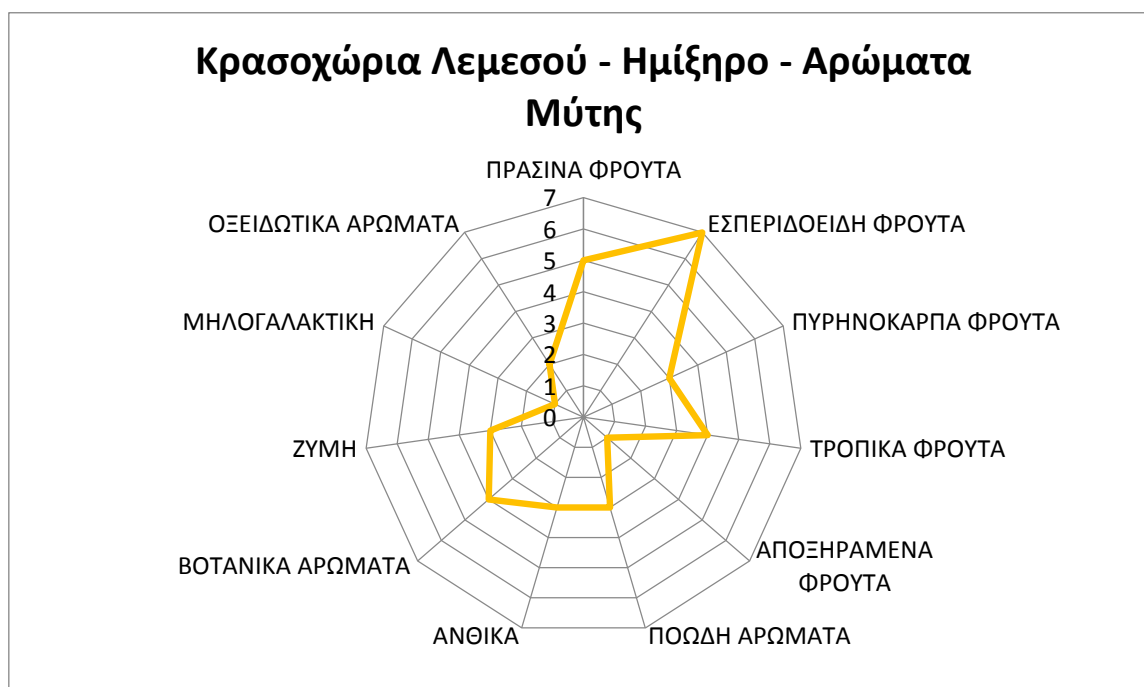 Κρασοχώρια Λεμεσού - Ημίξηρο - Αρώματα
Μύτης
ΠΡΑΣΙΝΑ ΦΡΟΥΤΑ
ΕΣΠΕΡΙΔΟΕΙΔΗ ΦΡΟΥΤΑ
ΠΥΡΗΝΟΚΑΡΠΑ ΦΡΟΥΤΑ
ΤΡΟΠΙΚΑ ΦΡΟΥΤΑ
ΑΠΟΞΗΡΑΜΕΝΑ
ΦΡΟΥΤΑ
ΠΟΩΔΗ ΑΡΩΜΑΤΑ
ΑΝΘΙΚΑ
ΒΟΤΑΝΙΚΑ ΑΡΩΜΑΤΑ
ΖΥΜΗ
ΜΗΛΟΓΑΛΑΚΤΙΚΗ
ΟΞΕΙΔΩΤΙΚΑ ΑΡΩΜΑΤΑ
7
6
5
4
3
2
1
0